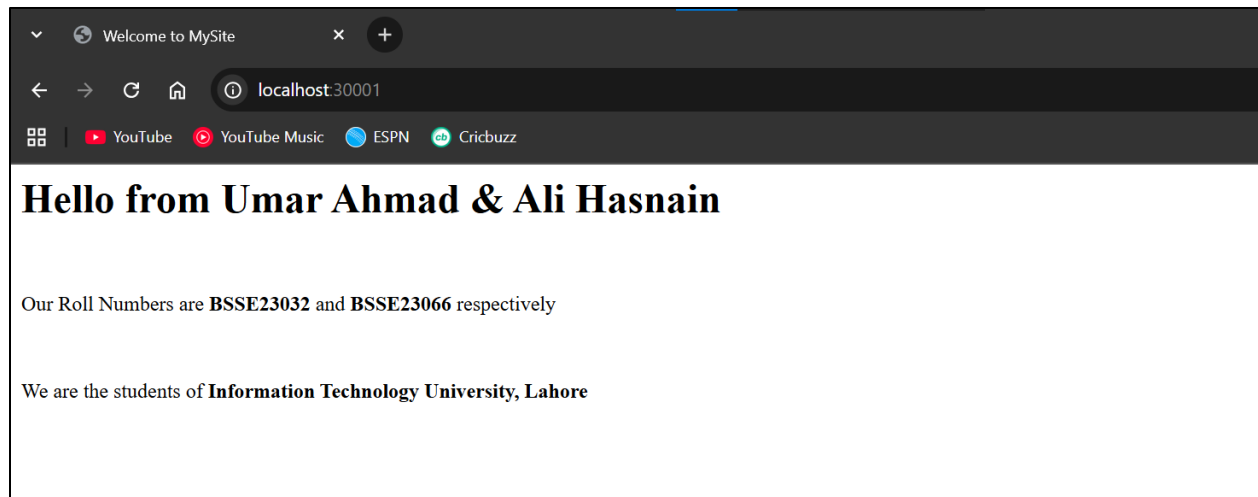 Welcome to MySite
localhost:30001
YouTube YouTube Music ESPN cb Cricbuzz
Hello from Umar Ahmad & Ali Hasnain
Our Roll Numbers are BSSE23032 and BSSE23066 respectively
We are the students of Information Technology University, Lahore